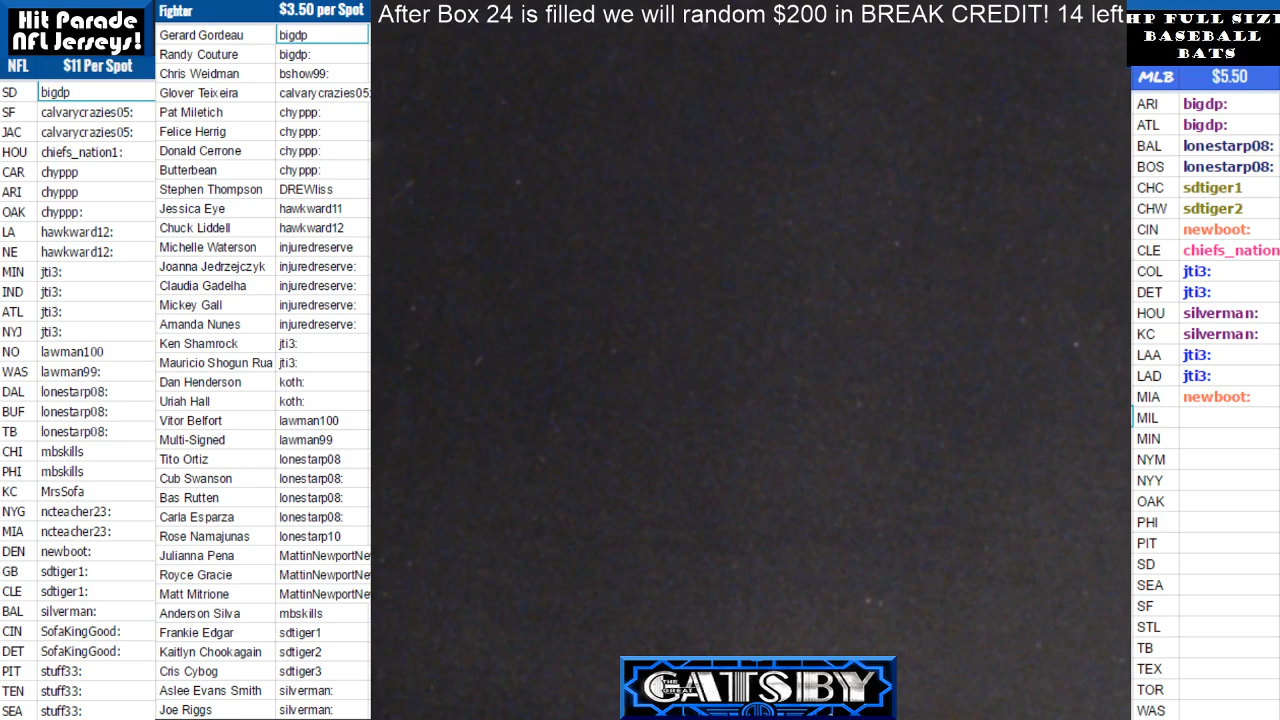 After Box 24 is filled we will random $200 in BREAK CREDIT! 14 left
Hit Parade
NFL Jerseys!
NFL $11 Per Spot
SD bigdp
SF calvarycrazies05:
JAC calvarycrazies05:
HOU chiefs_nation1:
CAR chyppp
ARI chyppp
OAK chyppp:
LA hawkward12:
NE hawkward12:
MIN jti3:
IND jti3:
ATL jti3:
NYJ jti3:
NO lawman100
WAS lawman99:
DAL lonestarp08:
BUF lonestarp08:
TB lonestarp08:
CHI mbskills
PHI mbskills
KC MrsSofa
NYG ncteacher23:
MIA ncteacher23:
DEN newboot:
GB sdtiger1:
CLE sdtiger1:
BAL silverman:
CIN SofaKingGood:
DET SofaKingGood:
PIT stuff33:
TEN stuff33:
SEA stuff33:
Fighter $3.50 per Spot
Gerard Gordeau bigdp
Randy Couture bigdp:
Chris Weidman bshow99:
Glover Teixeira calvarycrazies05:
Pat Miletich chyppp:
Felice Herrig chyppp:
Donald Cerrone chyppp:
Butterbean chyppp:
Stephen Thompson DREWliss
Jessica Eye hawkward11
Chuck Liddell hawkward12
Michelle Waterson injuredreserve
Joanna Jedrzejczyk injuredreserve:
Claudia Gadelha injuredreserve:
Mickey Gall injuredreserve:
Amanda Nunes injuredreserve:
Ken Shamrock jti3:
Mauricio Shogun Rua jti3:
Dan Henderson koth:
Uriah Hall koth:
Vitor Belfort lawman100
Multi-Signed lawman99
Tito Ortiz lonestarp08
Cub Swanson lonestarp08:
Bas Rutten lonestarp08:
Carla Esparza lonestarp08:
Rose Namajunas lonestarp10
Julianna Pena MattinNewportNe
Royce Gracie MattinNewportNe
Matt Mitrione MattinNewportNe
Anderson Silva mbskills
Frankie Edgar sdtiger1
Kaitlyn Chookagain sdtiger2
Cris Cybog sdtiger3
Aslee Evans Smith silverman:
Joe Riggs silverman:
THE GREAT GATSBY
HP FULL SIZE
BASEBALL
BATS
MLB $5.50
ARI bigdp:
ATL bigdp:
BAL lonestarp08:
BOS lonestarp08:
CHC sdtiger1
CHW sdtiger2
CIN newboot:
CLE chiefs_nation
COL jti3:
DET jti3:
HOU silverman:
KC silverman:
LAA jti3:
LAD jti3:
MIA newboot:
MIL
MIN
NYM
NYY
OAK
PHI
PIT
SD
SEA
SF
STL
TB
TEX
TOR
WAS